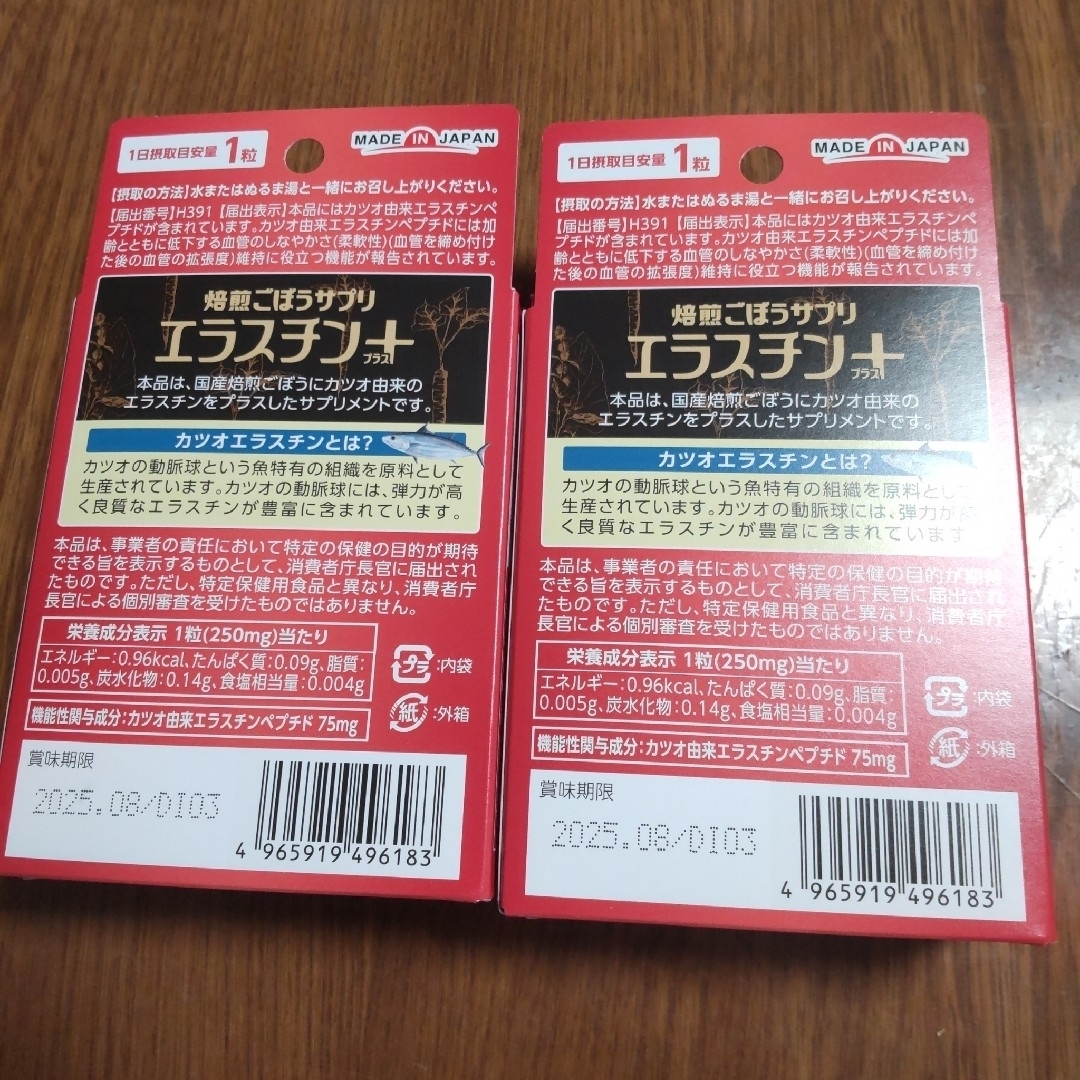 1日摂取目安量 1粒
MADE IN JAPAN
【摂取の方法】水またはぬるま湯と一緒にお召し上がりください。
【届出番号】H391【届出表示】本品にはカツオ由来エラスチンペ
プチドが含まれています。カツオ由来エラスチンペプチドには加
齢とともに低下する血管のしなやかさ(柔軟性)(血管を締め付け
た後の血管の拡張度)維持に役立つ機能が報告されています。
焙煎ごぼうサプリ
エラスチン+
プラス
本品は、国産焙煎ごぼうにカツオ由来の
エラスチンをプラスしたサプリメントです。
カツオエラスチンとは?
カツオの動脈球という魚特有の組織を原料として
生産されています。カツオの動脈球には、弾力が高
く良質なエラスチンが豊富に含まれています。
本品は、事業者の責任において特定の保健の目的が期待
できる旨を表示するものとして、消費者庁長官に届出され
たものです。ただし、特定保健用食品と異なり、消費者庁
長官による個別審査を受けたものではありません。
栄養成分表示 1粒(250mg)当たり
エネルギー:0.96kcal、たんぱく質:0.09g、脂質:
0.005g、炭水化物:0.14g、食塩相当量:0.004g
機能性関与成分:カツオ由来エラスチンペプチド 75mg
プラ:内袋
紙:外箱
賞味期限
2025.08/DI03
4 965919 496183
1日摂取目安量 1粒
MADE IN JAPAN
【摂取の方法】水またはぬるま湯と一緒にお召し上がりください。
【届出番号】H391【届出表示】本品にはカツオ由来エラスチンペ
プチドが含まれています。カツオ由来エラスチンペプチドには加
齢とともに低下する血管のしなやかさ(柔軟性)(血管を締め付け
た後の血管の拡張度)維持に役立つ機能が報告されています。
焙煎ごぼうサプリ
エラスチン+
プラス
本品は、国産焙煎ごぼうにカツオ由来の
エラスチンをプラスしたサプリメントです。
カツオエラスチンとは?
カツオの動脈球という魚特有の組織を原料として
生産されています。カツオの動脈球には、弾力が高
く良質なエラスチンが豊富に含まれています
本品は、事業者の責任において特定の保健の目的が期待
できる旨を表示するものとして、消費者庁長官に届出され
たものです。ただし、特定保健用食品と異なり、消費者庁
長官による個別審査を受けたものではありません。
栄養成分表示 1粒(250mg)当たり
エネルギー:0.96kcal、たんぱく質:0.09g、脂質:
0.005g、炭水化物:0.14g、食塩相当量:0.004g
機能性関与成分:カツオ由来エラスチンペプチド 75mg
プラ:内袋
紙:外箱
賞味期限
2025.08/DI03
4 965919 496183